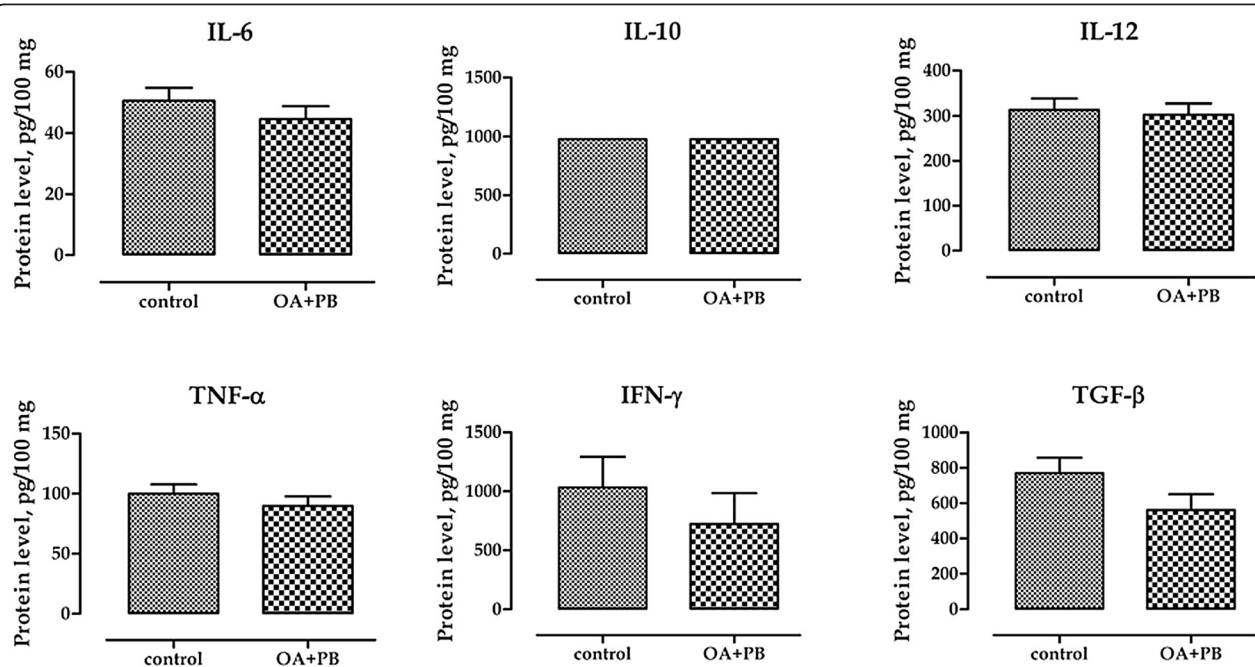 IL-6
Protein level, pg/100 mg
60
40
20
0
control OA+PB
IL-10
Protein level, pg/100 mg
1500
1000
500
0
control OA+PB
IL-12
Protein level, pg/100 mg
400
300
200
100
0
control OA+PB
TNF-α
Protein level, pg/100 mg
150
100
50
0
control OA+PB
IFN-γ
Protein level, pg/100 mg
1500
1000
500
0
control OA+PB
TGF-β
Protein level, pg/100 mg
1000
800
600
400
200
0
control OA+PB